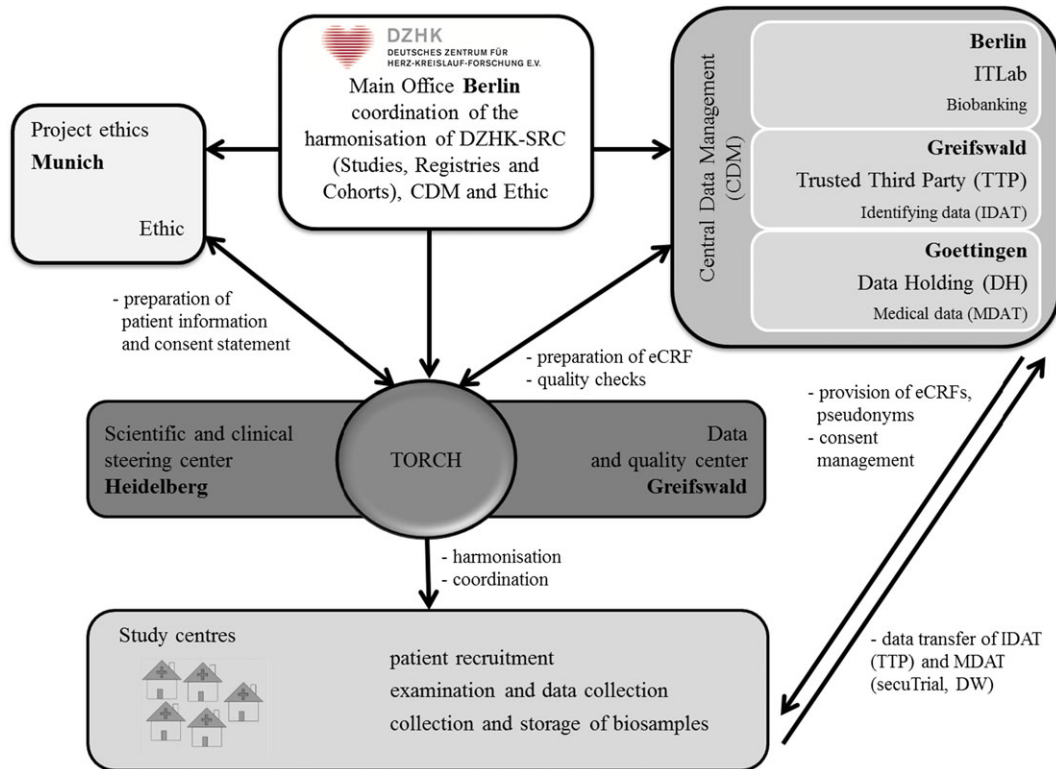 DZHK
DEUTSCHES ZENTRUM FÜR
HERZ-KREISLAUF-FORSCHUNG E.V.
Main Office Berlin
coordination of the
harmonisation of DZHK-SRC
(Studies, Registries and
Cohorts), CDM and Ethic
Project ethics
Munich
Ethic
Central Data Management
(CDM)
Berlin
ITLab
Biobanking
Greifswald
Trusted Third Party (TTP)
Identifying data (IDAT)
Goettingen
Data Holding (DH)
Medical data (MDAT)
- preparation of
patient information
and consent statement
- preparation of eCRF
- quality checks
- provision of eCRFs,
pseudonyms
- consent
management
Scientific and clinical
steering center
Heidelberg
TORCH
Data
and quality center
Greifswald
- harmonisation
- coordination
Study centres
patient recruitment
examination and data collection
collection and storage of biosamples
- data transfer of IDAT
(TTP) and MDAT
(secuTrial, DW)